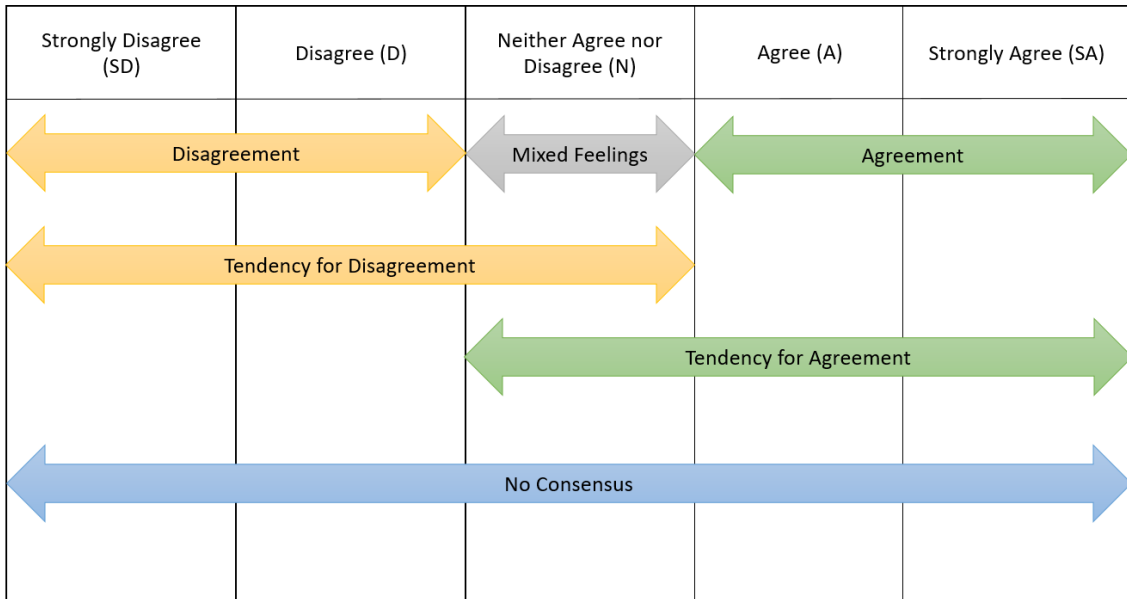 Strongly Disagree
(SD)
Disagree (D)
Neither Agree nor
Disagree (N)
Agree (A)
Strongly Agree (SA)
Disagreement
Mixed Feelings
Agreement
Tendency for Disagreement
Tendency for Agreement
No Consensus